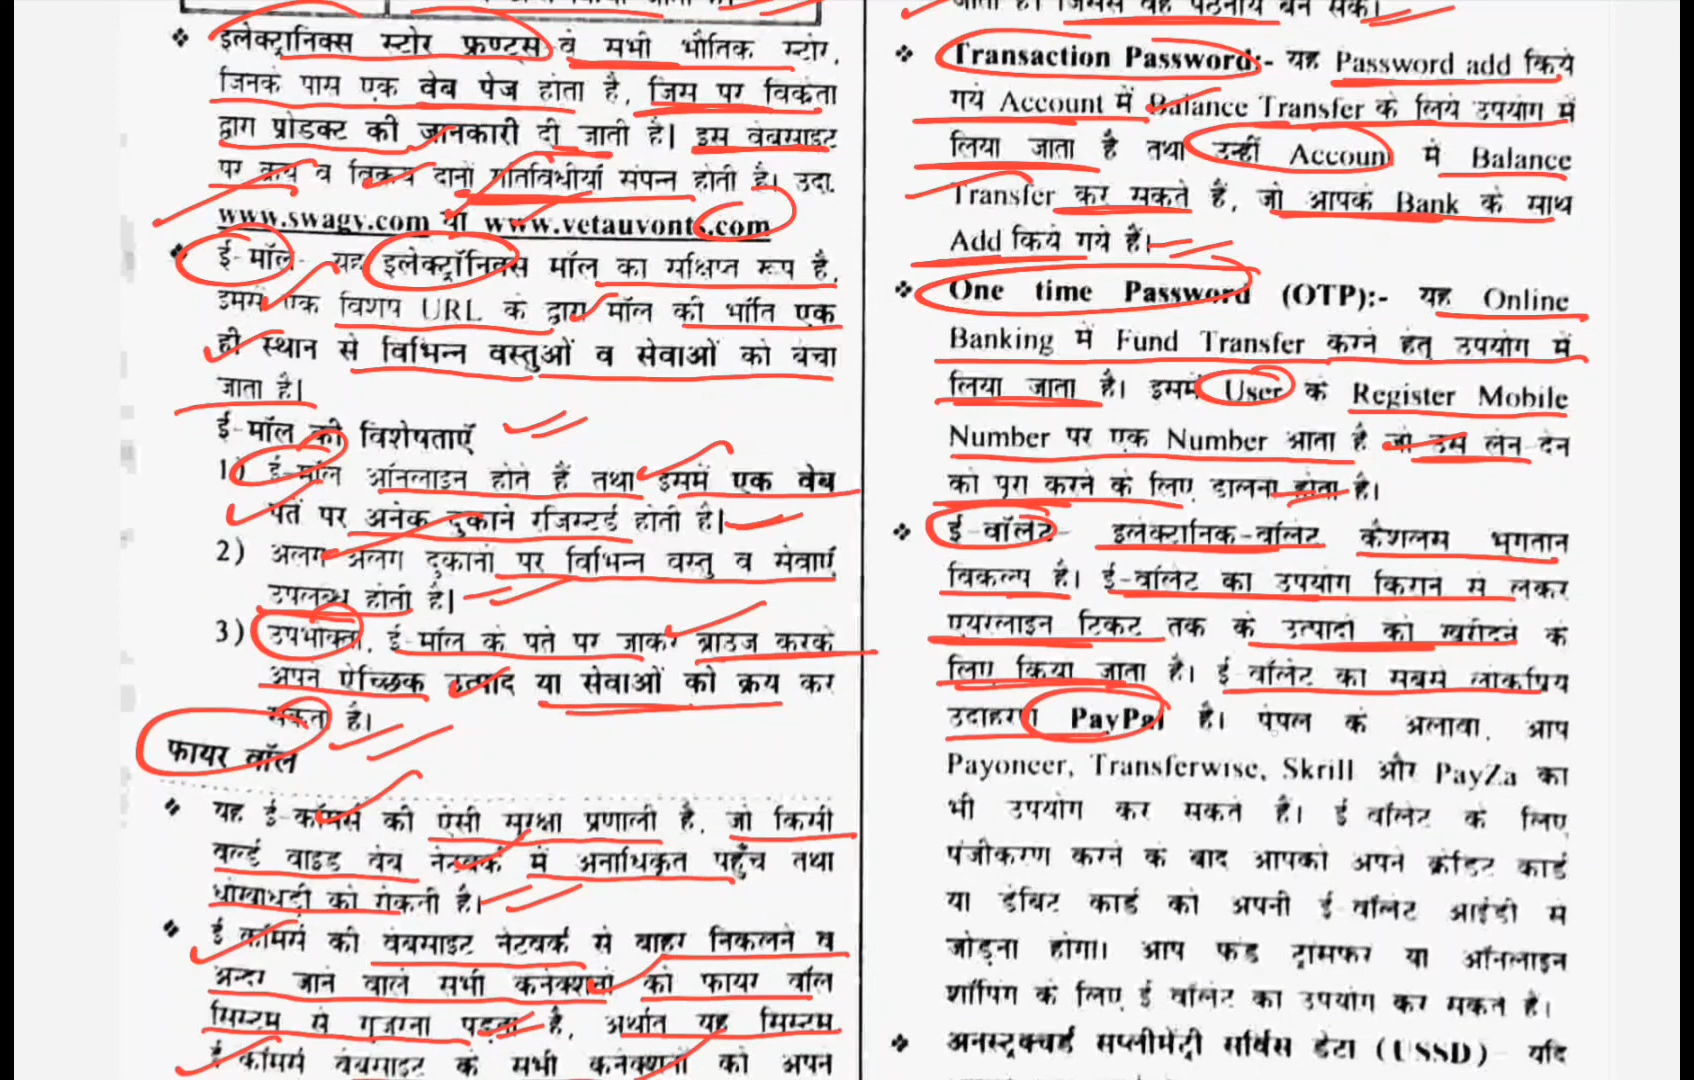 इलेक्ट्रानिक्स स्टोर फ्रण्ट्स वे सभी भौतिक स्टोर,
जिनके पास एक वेब पेज होता है, जिस पर विक्रेता
द्वारा प्रोडक्ट की जानकारी दी जाती है। इस वेबसाइट
पर क्रय व विक्रय दोनों गतिविधीयाँ संपन्न होती है। उदा.
www.swagy.com या www.vetauvonts.com
ई-मॉल- यह इलेक्ट्रॉनिक्स मॉल का संक्षिप्त रूप है,
इसमें एक विशेष URL के द्वारा मॉल की भाँति एक
ही स्थान से विभिन्न वस्तुओं व सेवाओं को बेचा
जाता है।
ई-मॉल की विशेषताएँ
1) ई-मॉल ऑनलाइन होते हैं तथा इसमें एक वेब
पते पर अनेक दुकाने रजिस्टर्ड होती है।
2) अलग अलग दुकानों पर विभिन्न वस्तु व सेवाएँ
उपलब्ध होती है।
3) उपभोक्ता, ई-मॉल के पते पर जाकर ब्राउज करके
अपने ऐच्छिक उत्पाद या सेवाओं को क्रय कर
सकता है।
फायर वॉल
यह ई-कॉमर्स की ऐसी सुरक्षा प्रणाली है, जो किसी
वर्ल्ड वाइड वेब नेटवर्क में अनाधिकृत पहुँच तथा
धोखाधड़ी को रोकती है।
ई कॉमर्स की वेबसाइट नेटवर्क से बाहर निकलने व
अन्दर जाने वाले सभी कनेक्शनों को फायर वॉल
सिस्टम से गुजरना पड़ता है, अर्थात यह सिस्टम
ई कॉमर्स वेबसाइट के सभी कनेक्शनों को अपने
जाता है। जिससे वह पठनीय बन सके।
Transaction Password:- यह Password add किये
गये Account में Balance Transfer के लिये उपयोग में
लिया जाता है तथा उन्हीं Account में Balance
Transfer कर सकते हैं, जो आपके Bank के साथ
Add किये गये हैं।
One time Password (OTP):- यह Online
Banking में Fund Transfer करने हेतु उपयोग में
लिया जाता है। इसमें User के Register Mobile
Number पर एक Number आता है जो उस लेन देन
को पूरा करने के लिए डालना होता है।
ई-वॉलेट- इलेक्ट्रानिक-वॉलेट कैशलेस भुगतान
विकल्प है। ई-वॉलेट का उपयोग किराने से लेकर
एयरलाइन टिकट तक के उत्पादों को खरीदने के
लिए किया जाता है। ई-वॉलेट का सबसे लोकप्रिय
उदाहरण PayPal है। पेपल के अलावा, आप
Payoneer, Transferwise, Skrill और PayZa का
भी उपयोग कर सकते हैं। ई वॉलेट के लिए
पंजीकरण करने के बाद आपको अपने क्रेडिट कार्ड
या डेबिट कार्ड को अपनी ई-वॉलेट आईडी से
जोड़ना होगा। आप फंड ट्रांसफर या ऑनलाइन
शॉपिंग के लिए ई वॉलेट का उपयोग कर सकते है।
अनस्ट्रक्चर्ड सप्लीमेंट्री सर्विस डेटा (USSD)- यदि